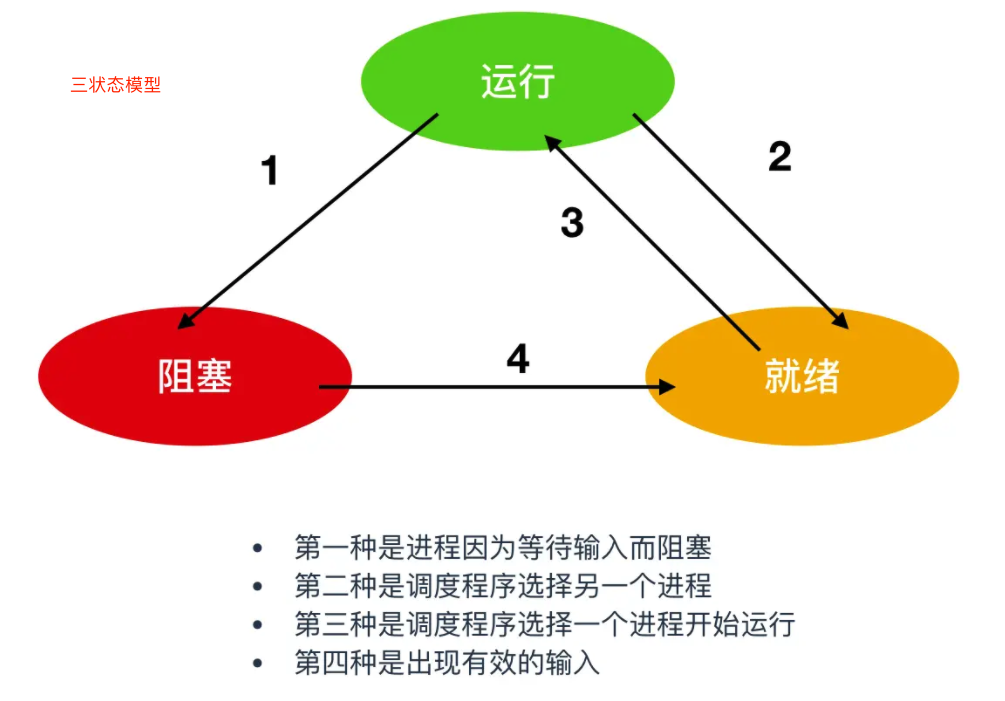 三状态模型
运行
1
2
3
阻塞
4
就绪
• 第一种是进程因为等待输入而阻塞
• 第二种是调度程序选择另一个进程
• 第三种是调度程序选择一个进程开始运行
• 第四种是出现有效的输入